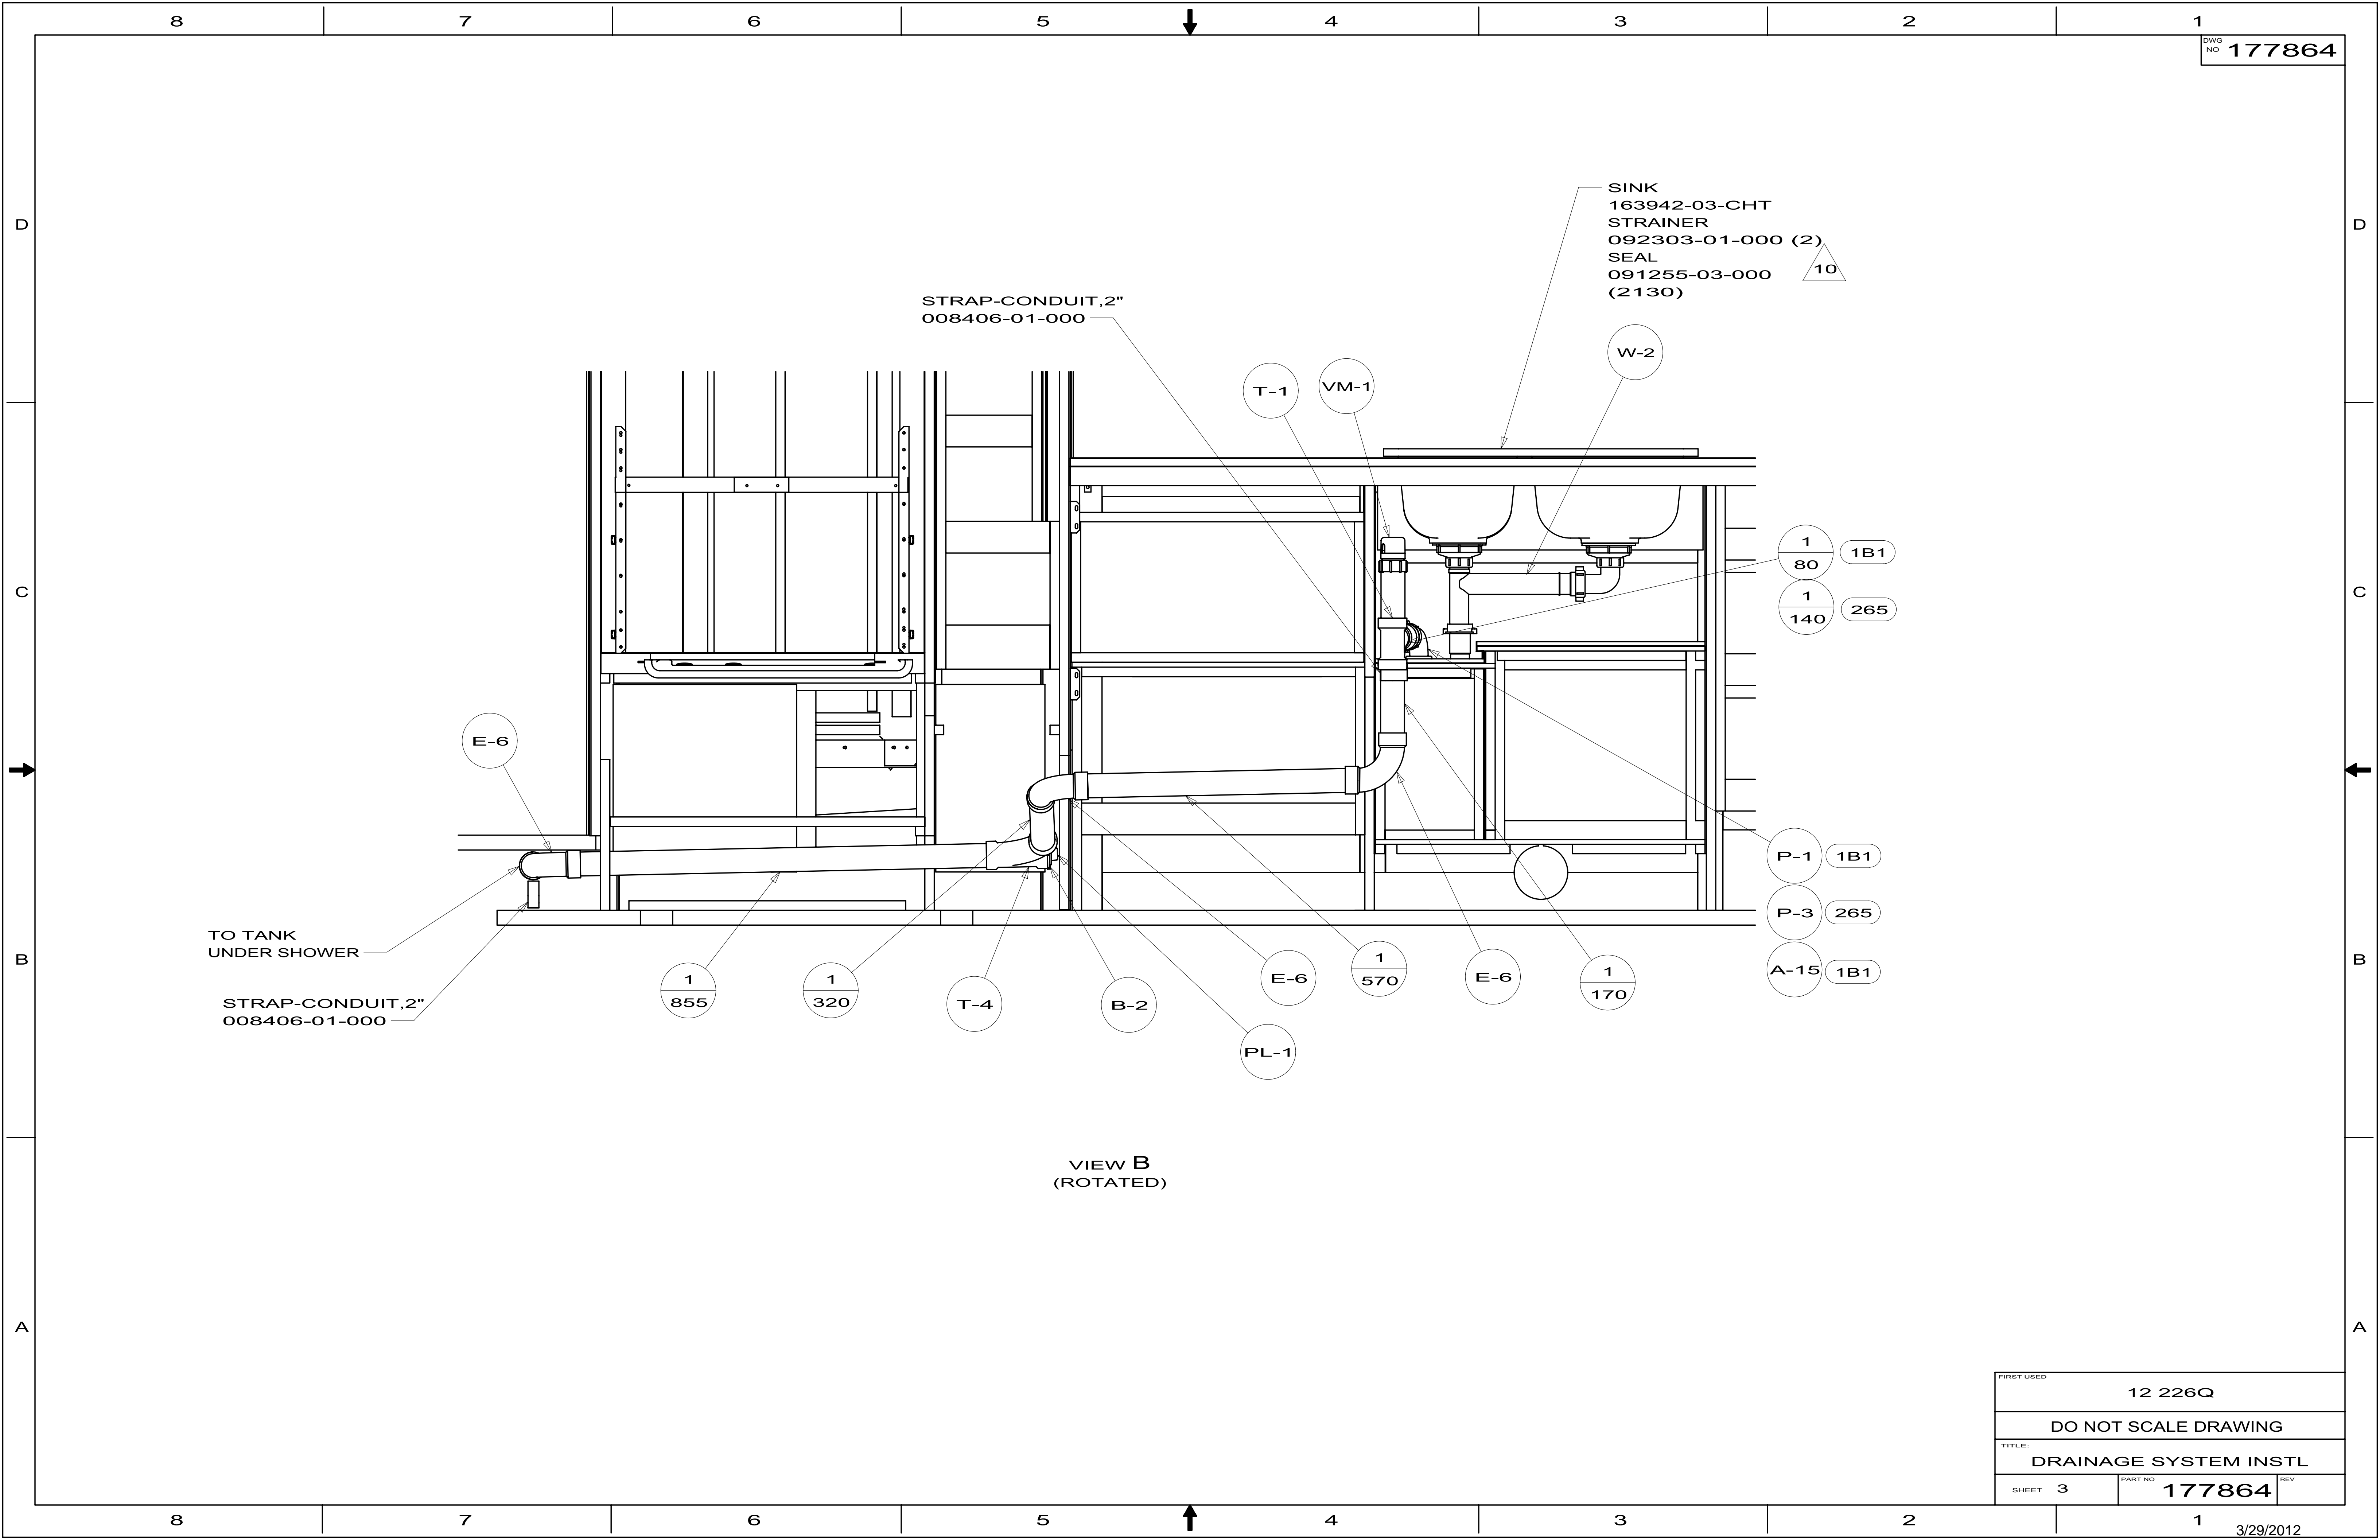 8 7 6 5 4 3 2 1
DWG
NO 177864
D D
SINK
163942-03-CHT
STRAINER
092303-01-000 (2)
SEAL
091255-03-000
(2130)
10
STRAP-CONDUIT,2"
008406-01-000
W-2
T-1
VM-1
1
80
1B1
1
140
265
C C
E-6
P-1 1B1
P-3 265
A-15 1B1
TO TANK
UNDER SHOWER
B B
STRAP-CONDUIT,2"
008406-01-000
1
855
1
320
T-4
B-2
E-6
1
570
E-6
1
170
PL-1
VIEW B
(ROTATED)
A A
FIRST USED
12 226Q
DO NOT SCALE DRAWING
TITLE:
DRAINAGE SYSTEM INSTL
SHEET 3
PART NO
177864
REV
8 7 6 5 4 3 2 1
3/29/2012